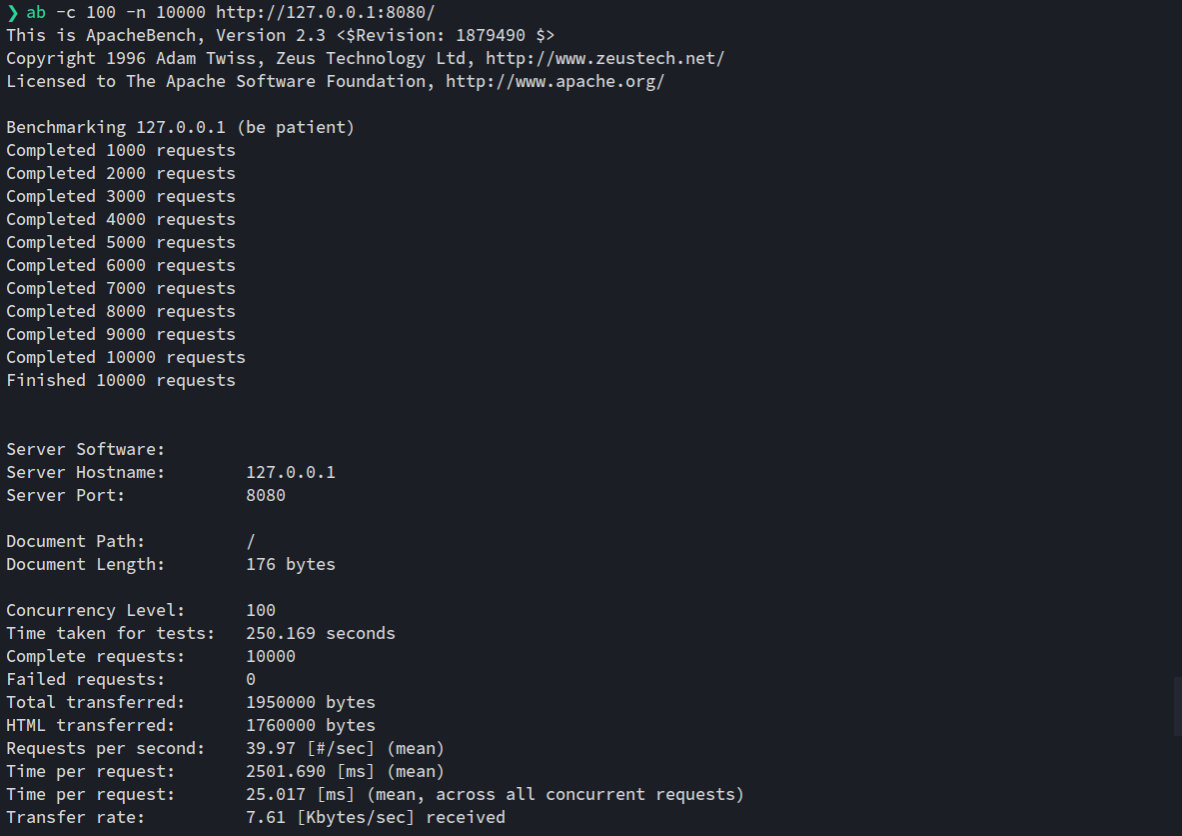 ❯ ab -c 100 -n 10000 http://127.0.0.1:8080/
This is ApacheBench, Version 2.3 <$Revision: 1879490 $>
Copyright 1996 Adam Twiss, Zeus Technology Ltd, http://www.zeustech.net/
Licensed to The Apache Software Foundation, http://www.apache.org/

Benchmarking 127.0.0.1 (be patient)
Completed 1000 requests
Completed 2000 requests
Completed 3000 requests
Completed 4000 requests
Completed 5000 requests
Completed 6000 requests
Completed 7000 requests
Completed 8000 requests
Completed 9000 requests
Completed 10000 requests
Finished 10000 requests


Server Software:
Server Hostname:        127.0.0.1
Server Port:            8080

Document Path:          /
Document Length:        176 bytes

Concurrency Level:      100
Time taken for tests:   250.169 seconds
Complete requests:      10000
Failed requests:        0
Total transferred:      1950000 bytes
HTML transferred:       1760000 bytes
Requests per second:    39.97 [#/sec] (mean)
Time per request:       2501.690 [ms] (mean)
Time per request:       25.017 [ms] (mean, across all concurrent requests)
Transfer rate:          7.61 [Kbytes/sec] received